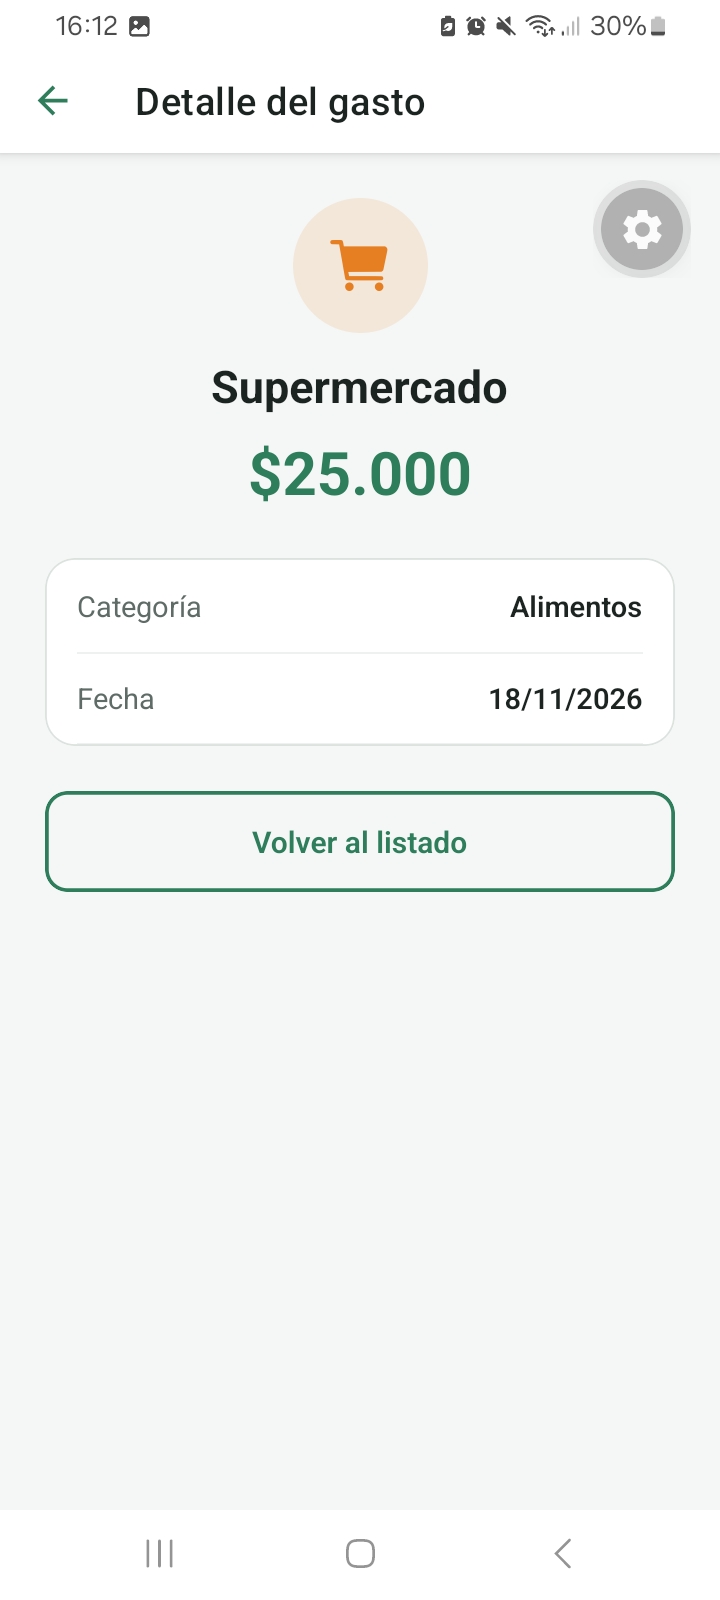 16:12
30%
Detalle del gasto
Supermercado
$25.000
Categoría Alimentos
Fecha 18/11/2026
Volver al listado